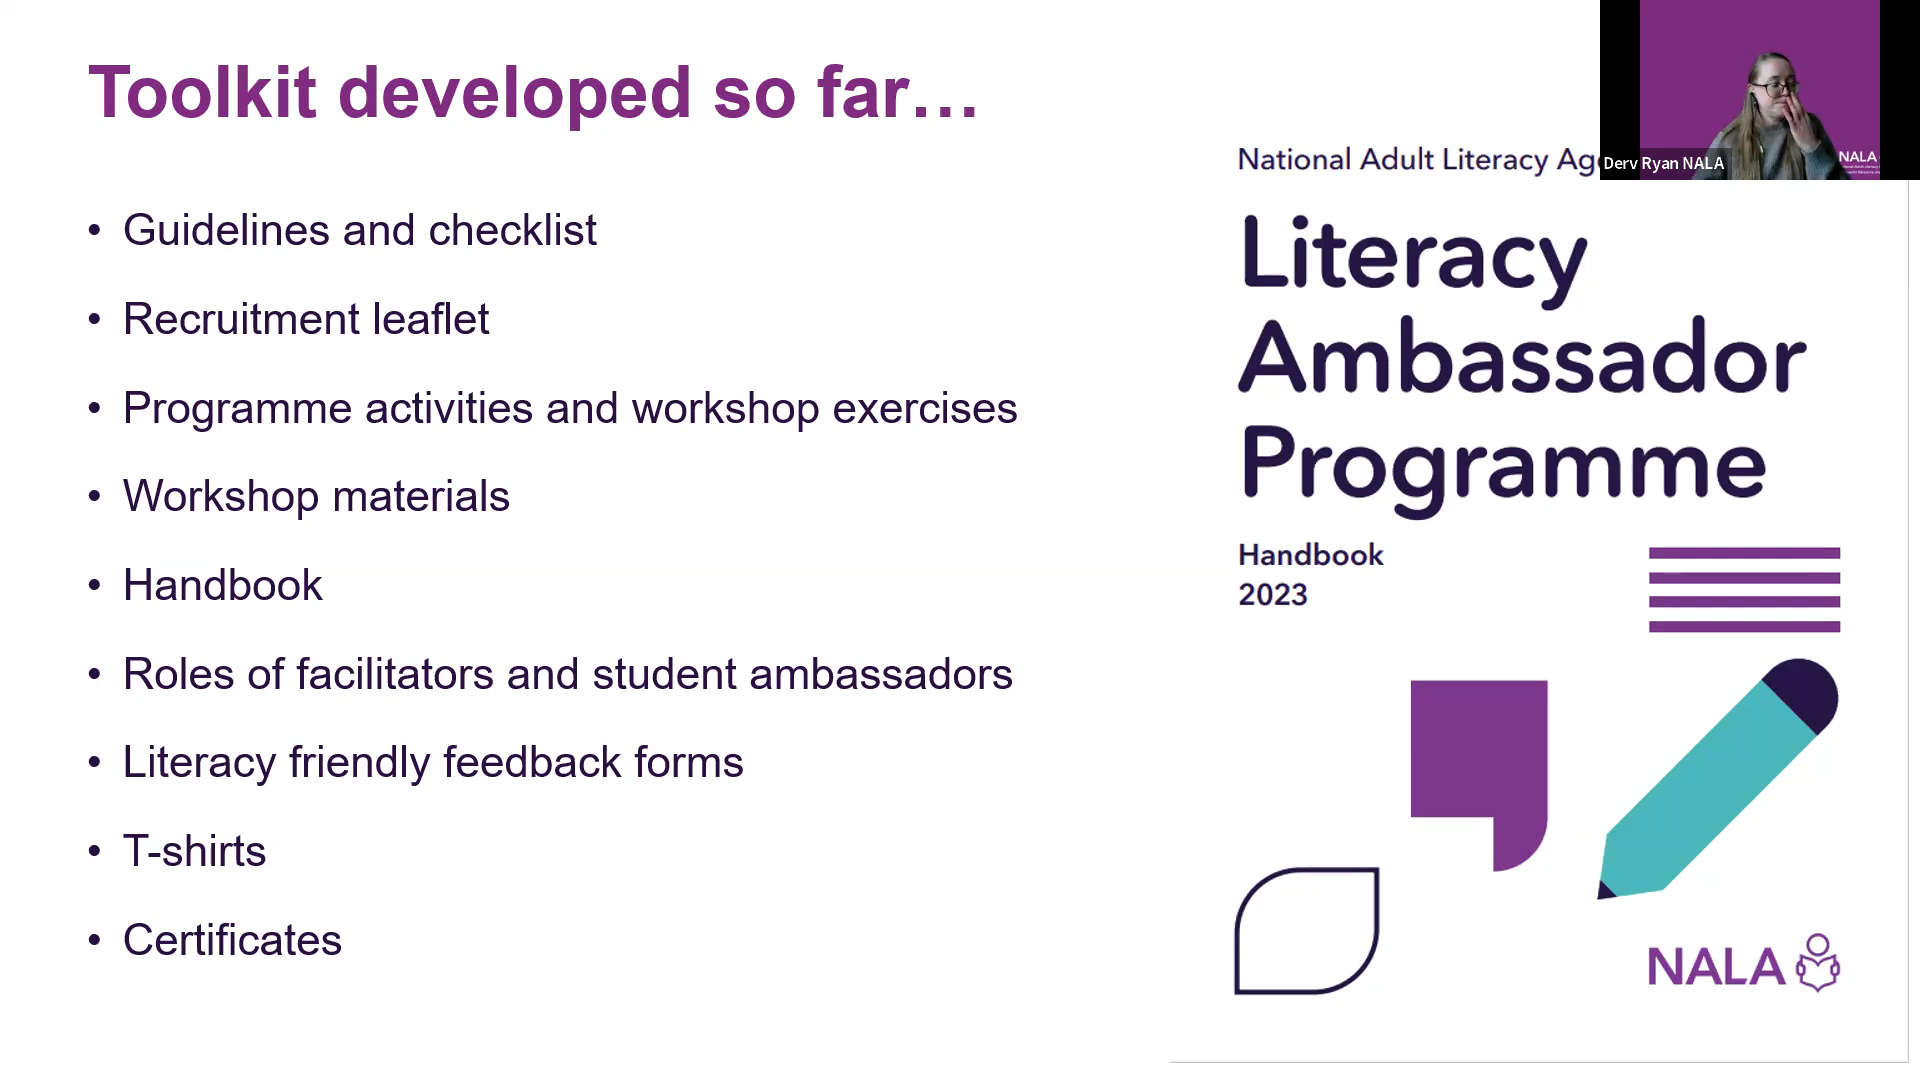 Toolkit developed so far…
• Guidelines and checklist
• Recruitment leaflet
• Programme activities and workshop exercises
• Workshop materials
• Handbook
• Roles of facilitators and student ambassadors
• Literacy friendly feedback forms
• T-shirts
• Certificates
National Adult Literacy Ag
Literacy
Ambassador
Programme
Handbook
2023
NALA
Derv Ryan NALA
NALA